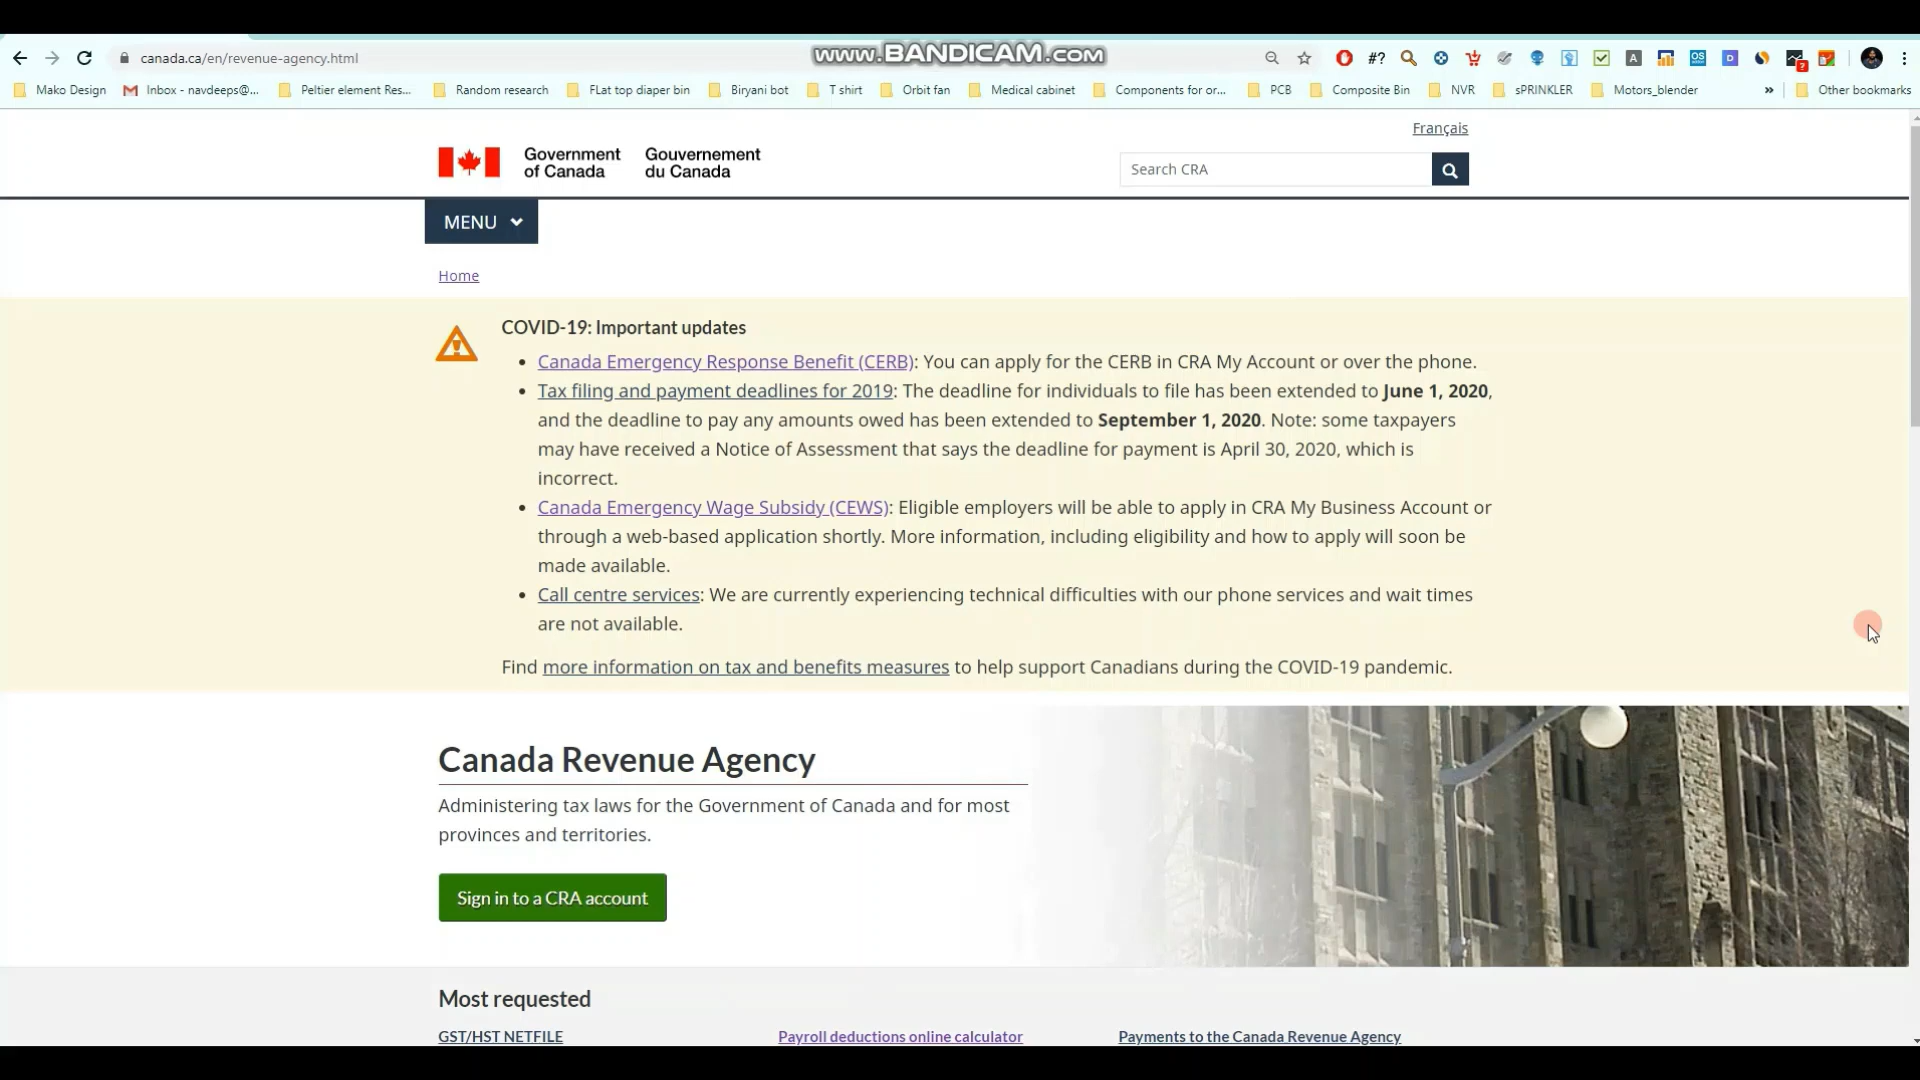 www.BANDICAM.com
canada.ca/en/revenue-agency.html
#?
A
OS
D
?
Mako Design
Inbox - navdeeps@...
Peltier element Res...
Random research
FLat top diaper bin
Biryani bot
T shirt
Orbit fan
Medical cabinet
Components for or...
PCB
Composite Bin
NVR
sPRINKLER
Motors_blender
»
Other bookmarks
Français
Government of Canada
Gouvernement du Canada
Search CRA
MENU
Home
COVID-19: Important updates
• Canada Emergency Response Benefit (CERB): You can apply for the CERB in CRA My Account or over the phone.
• Tax filing and payment deadlines for 2019: The deadline for individuals to file has been extended to June 1, 2020,
and the deadline to pay any amounts owed has been extended to September 1, 2020. Note: some taxpayers
may have received a Notice of Assessment that says the deadline for payment is April 30, 2020, which is
incorrect.
• Canada Emergency Wage Subsidy (CEWS): Eligible employers will be able to apply in CRA My Business Account or
through a web-based application shortly. More information, including eligibility and how to apply will soon be
made available.
• Call centre services: We are currently experiencing technical difficulties with our phone services and wait times
are not available.
Find more information on tax and benefits measures to help support Canadians during the COVID-19 pandemic.
Canada Revenue Agency
Administering tax laws for the Government of Canada and for most
provinces and territories.
Sign in to a CRA account
Most requested
GST/HST NETFILE
Payroll deductions online calculator
Payments to the Canada Revenue Agency